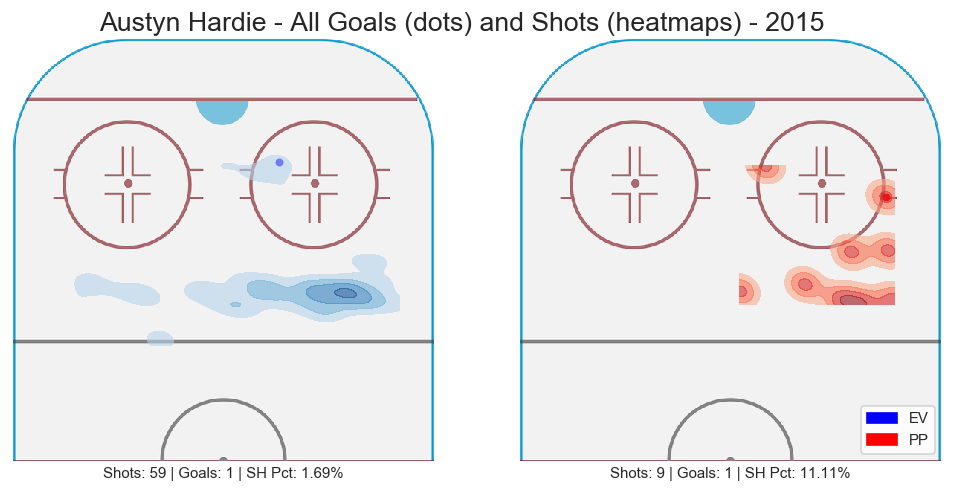 Austyn Hardie - All Goals (dots) and Shots (heatmaps) - 2015
EV
PP
Shots: 59 | Goals: 1 | SH Pct: 1.69%
Shots: 9 | Goals: 1 | SH Pct: 11.11%